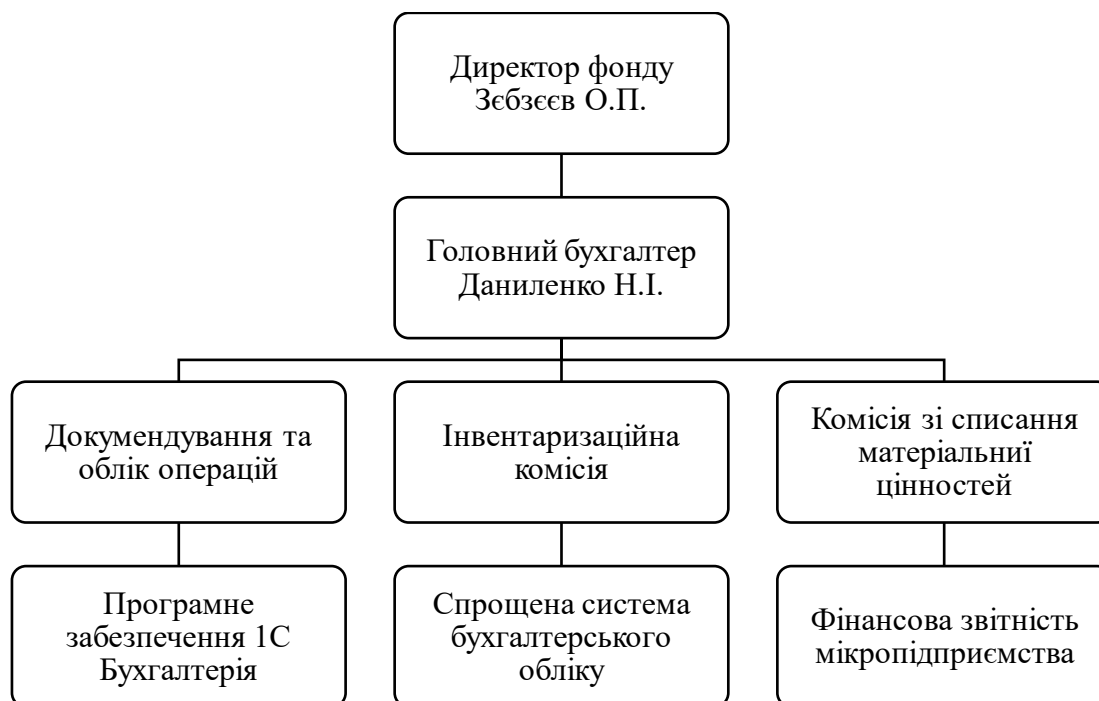 Директор фонду
Зєбзєєв О.П.
Головний бухгалтер
Даниленко Н.І.
Документування та
облік операцій
Інвентаризаційна
комісія
Комісія зі списання
матеріальниї
цінностей
Програмне
забезпечення 1С
Бухгалтерія
Спрощена система
бухгалтерського
обліку
Фінансова звітність
мікропідприємства